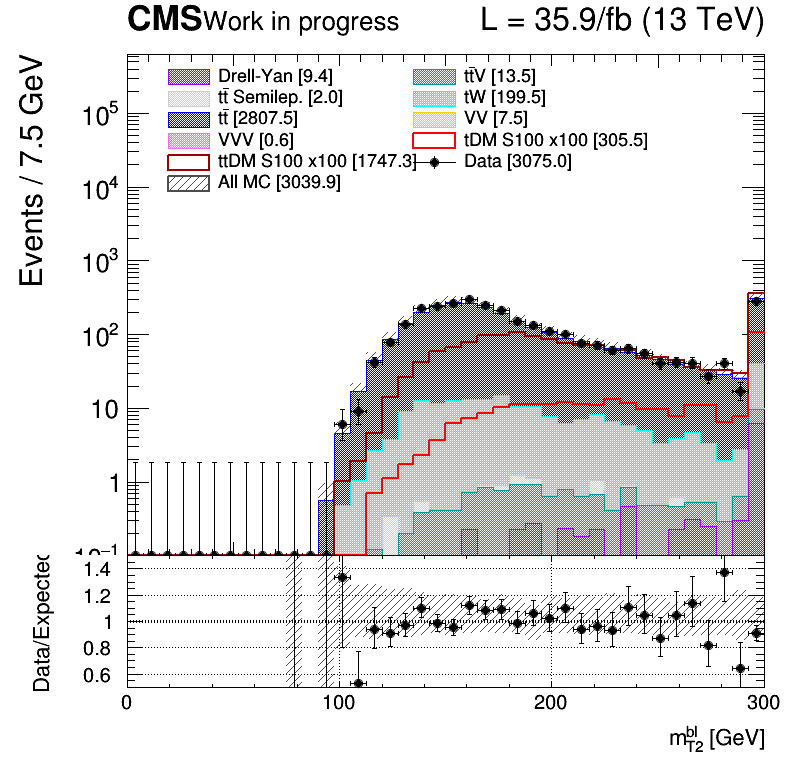 CMS Work in progress L = 35.9/fb (13 TeV)
Events / 7.5 GeV
Drell-Yan [9.4] tt̄V [13.5]
tt̄ Semilep. [2.0] tW [199.5]
tt̄ [2807.5] VV [7.5]
VVV [0.6] tDM S100 x100 [305.5]
ttDM S100 x100 [1747.3] Data [3075.0]
All MC [3039.9]
10⁵
10⁴
10³
10²
10
1
10⁻¹
Data/Expected
1.4
1.2
1
0.8
0.6
0 100 200 300
m_{T2}^{bl} [GeV]